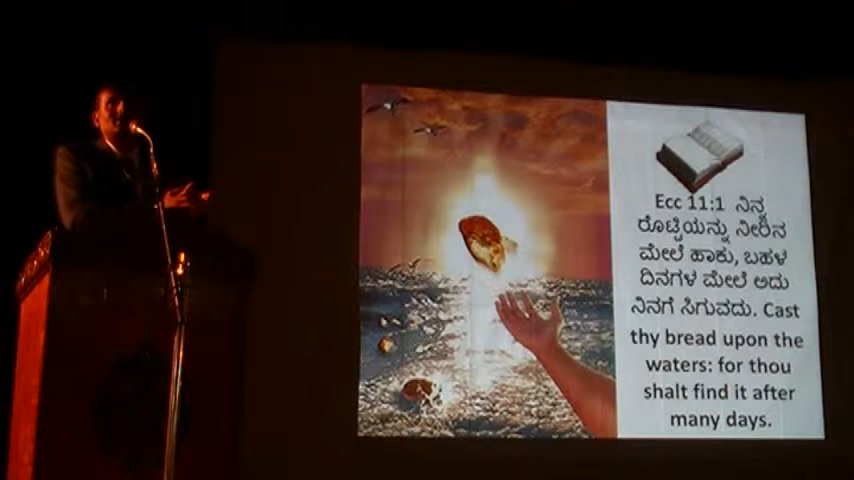 Ecc 11:1 ನಿನ್ನ
ರೊಟ್ಟಿಯನ್ನು ನೀರಿನ
ಮೇಲೆ ಹಾಕು, ಬಹಳ
ದಿನಗಳ ಮೇಲೆ ಅದು
ನಿನಗೆ ಸಿಗುವದು. Cast
thy bread upon the
waters: for thou
shalt find it after
many days.